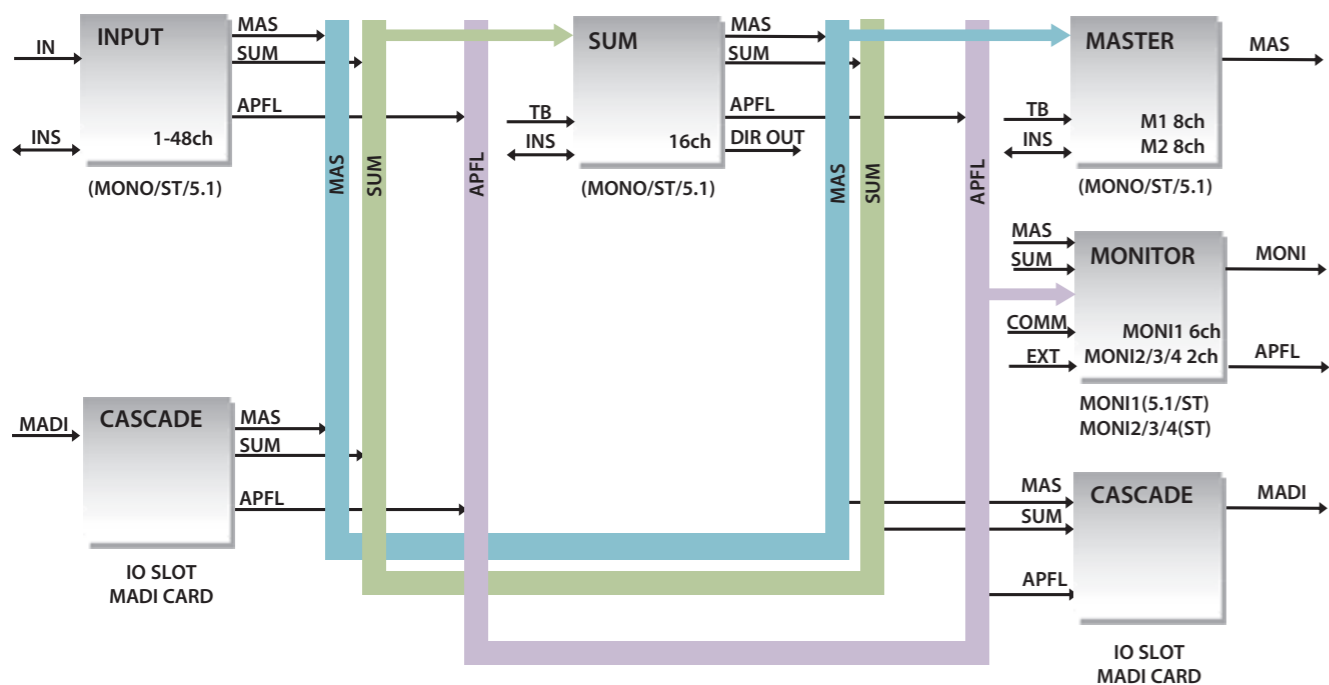 INPUT
IN
INS
1-48ch
(MONO/ST/5.1)
MAS
SUM
APFL
MAS
SUM
APFL
SUM
TB
INS
16ch
(MONO/ST/5.1)
MAS
SUM
APFL
DIR OUT
MAS
SUM
APFL
MASTER
TB
INS
M1 8ch
M2 8ch
(MONO/ST/5.1)
MAS
MAS
SUM
COMM
EXT
MONITOR
MONI1 6ch
MONI2/3/4 2ch
MONI
APFL
MONI1(5.1/ST)
MONI2/3/4(ST)
MADI
CASCADE
MAS
SUM
APFL
IO SLOT
MADI CARD
MAS
SUM
APFL
CASCADE
MADI
IO SLOT
MADI CARD